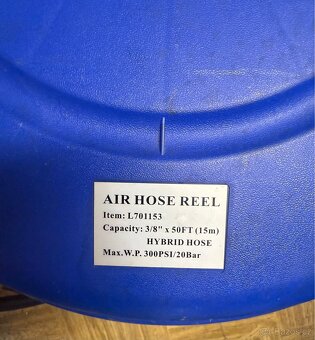 AIR HOSE REEL
Item: L701153
Capacity: 3/8" x 50FT (15m)
HYBRID HOSE
Max.W.P. 300PSI/20Bar